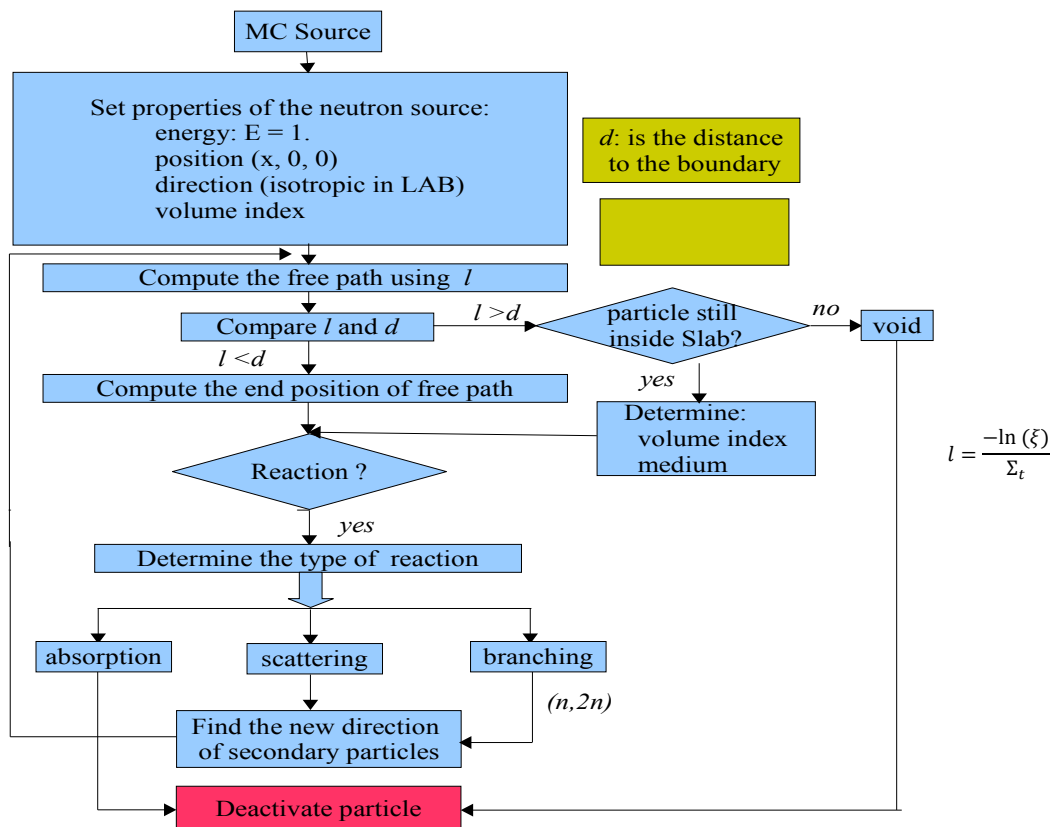 MC Source
Set properties of the neutron source:
energy: E = 1.
position (x, 0, 0)
direction (isotropic in LAB)
volume index
d: is the distance
to the boundary
Compute the free path using l
Compare l and d
l >d
particle still
inside Slab?
no
void
l <d
yes
Compute the end position of free path
Determine:
volume index
medium
Reaction ?
l = −ln (ξ) / Σt
yes
Determine the type of reaction
absorption
scattering
branching
(n,2n)
Find the new direction
of secondary particles
Deactivate particle